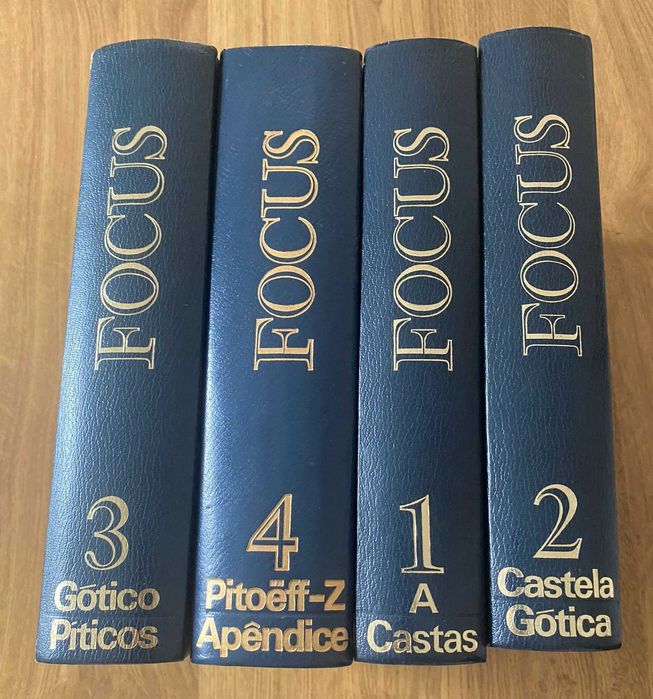 FOCUS
3
Gótico
Píticos
FOCUS
4
Pitoëff-Z
Apêndice
FOCUS
1
A
Castas
FOCUS
2
Castela
Gótica